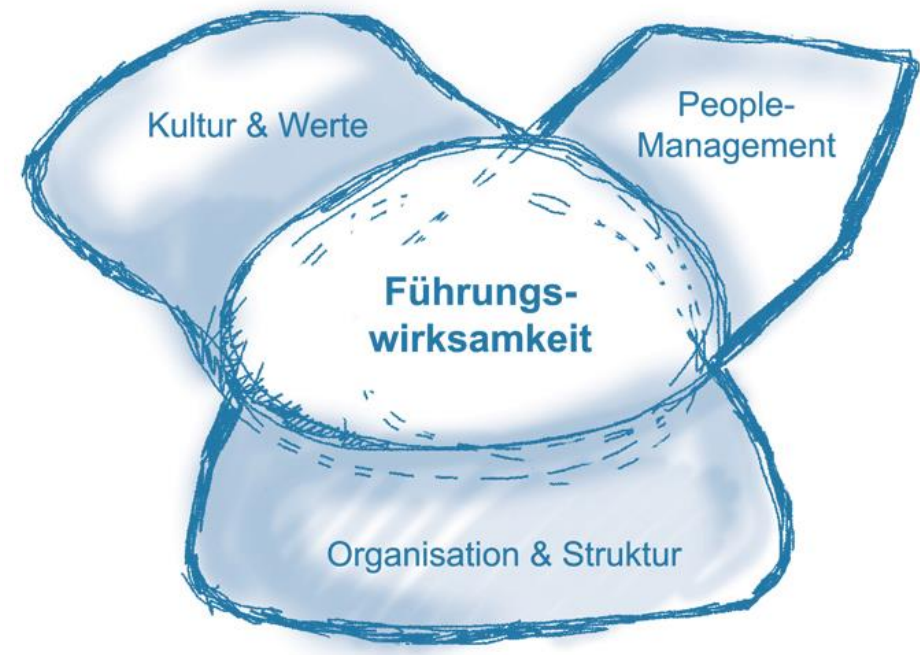 Kultur & Werte
People-
Management
Führungs-
wirksamkeit
Organisation & Struktur